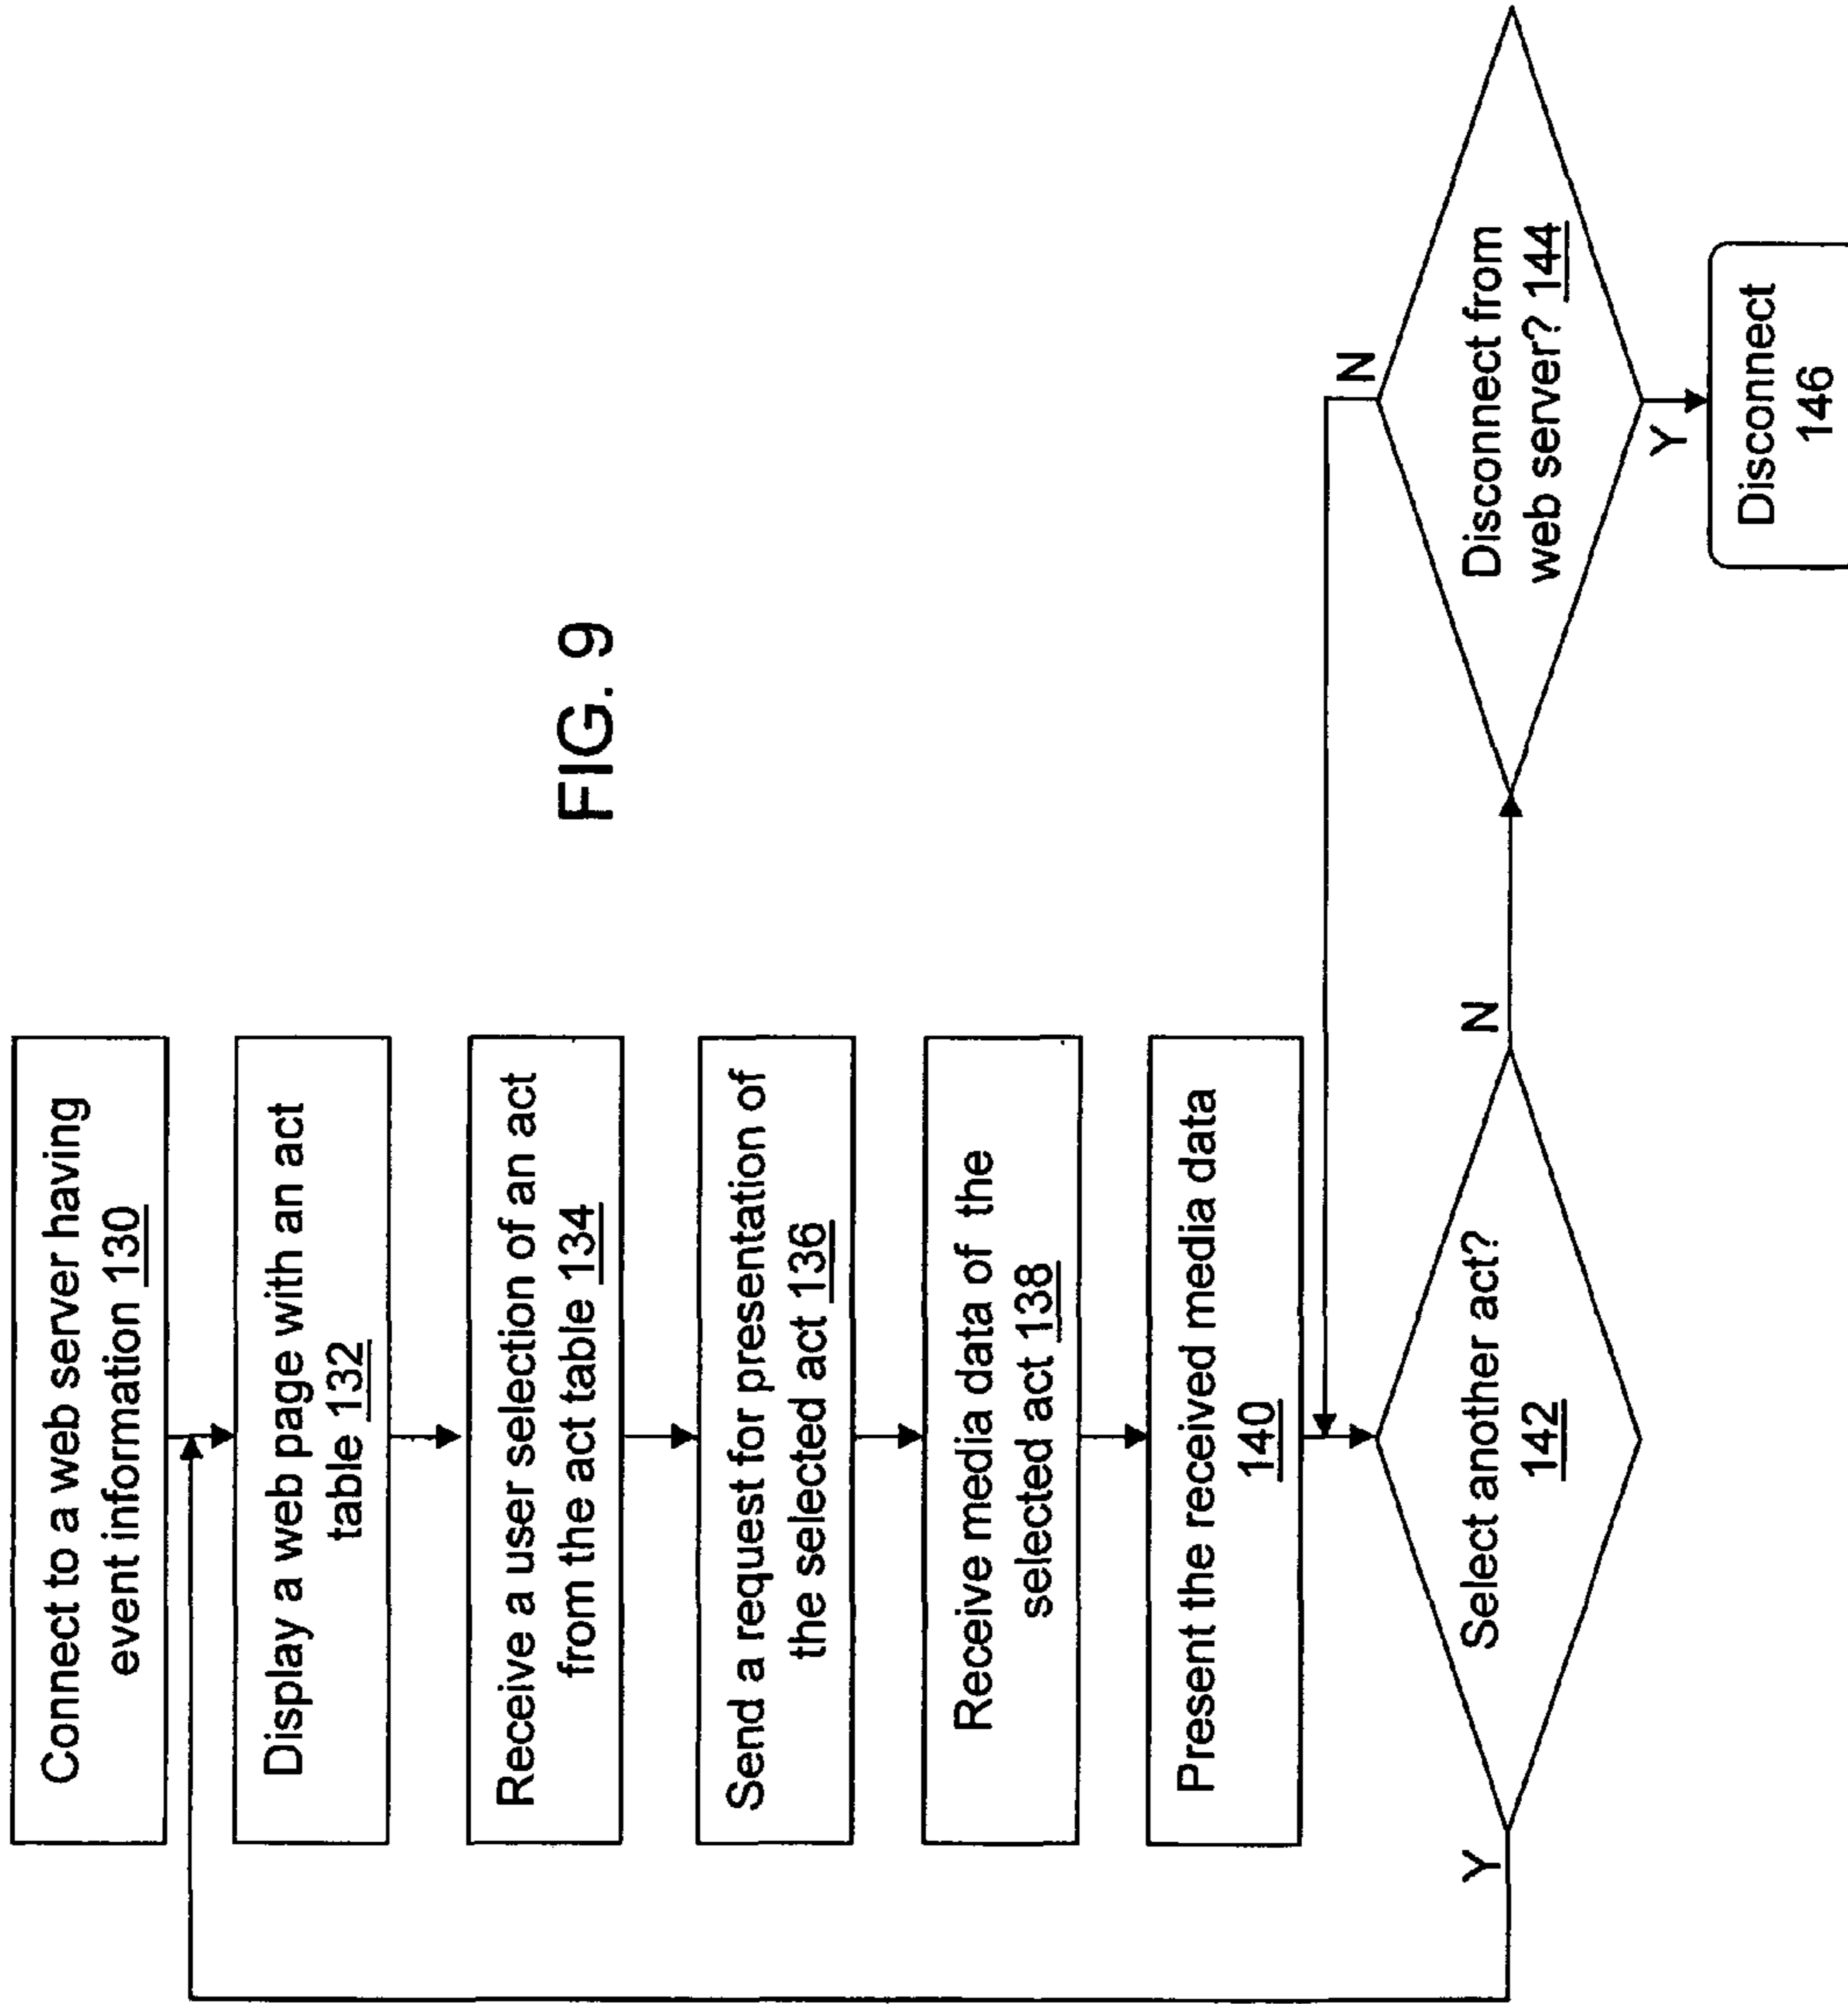 Connect to a web server having
event information 130
Display a web page with an act
table 132
Receive a user selection of an act
from the act table 134
Send a request for presentation of
the selected act 136
Receive media data of the
selected act 138
Present the received media data
140
Select another act?
142
Y
N
Disconnect from
web server? 144
N
Y
Disconnect
146
FIG. 9